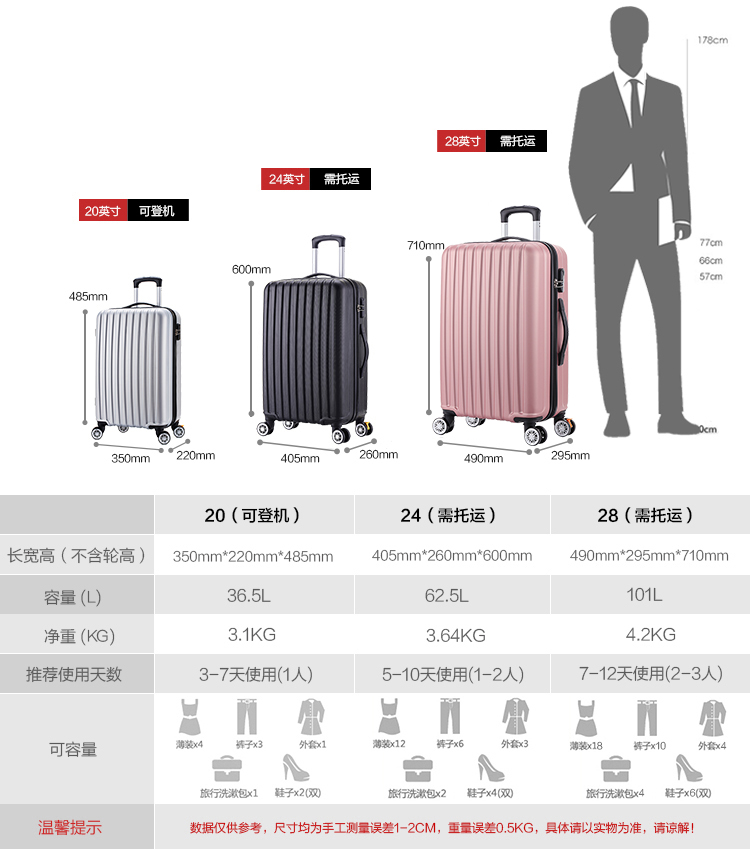 178cm
28英寸 需托运
24英寸 需托运
20英寸 可登机
77cm
66cm
57cm
710mm
600mm
485mm
0cm
350mm 220mm
405mm 260mm
490mm 295mm
20（可登机） 24（需托运） 28（需托运）
长宽高（不含轮高） 350mm*220mm*485mm 405mm*260mm*600mm 490mm*295mm*710mm
容量 (L) 36.5L 62.5L 101L
净重 (KG) 3.1KG 3.64KG 4.2KG
推荐使用天数 3-7天使用(1人) 5-10天使用(1-2人) 7-12天使用(2-3人)
可容量
薄装x4 裤子x3 外套x1 薄装x12 裤子x6 外套x3 薄装x18 裤子x10 外套x4
旅行洗漱包x1 鞋子x2(双) 旅行洗漱包x2 鞋子x4(双) 旅行洗漱包x4 鞋子x6(双)
温馨提示 数据仅供参考，尺寸均为手工测量误差1-2CM，重量误差0.5KG，具体请以实物为准，请谅解！